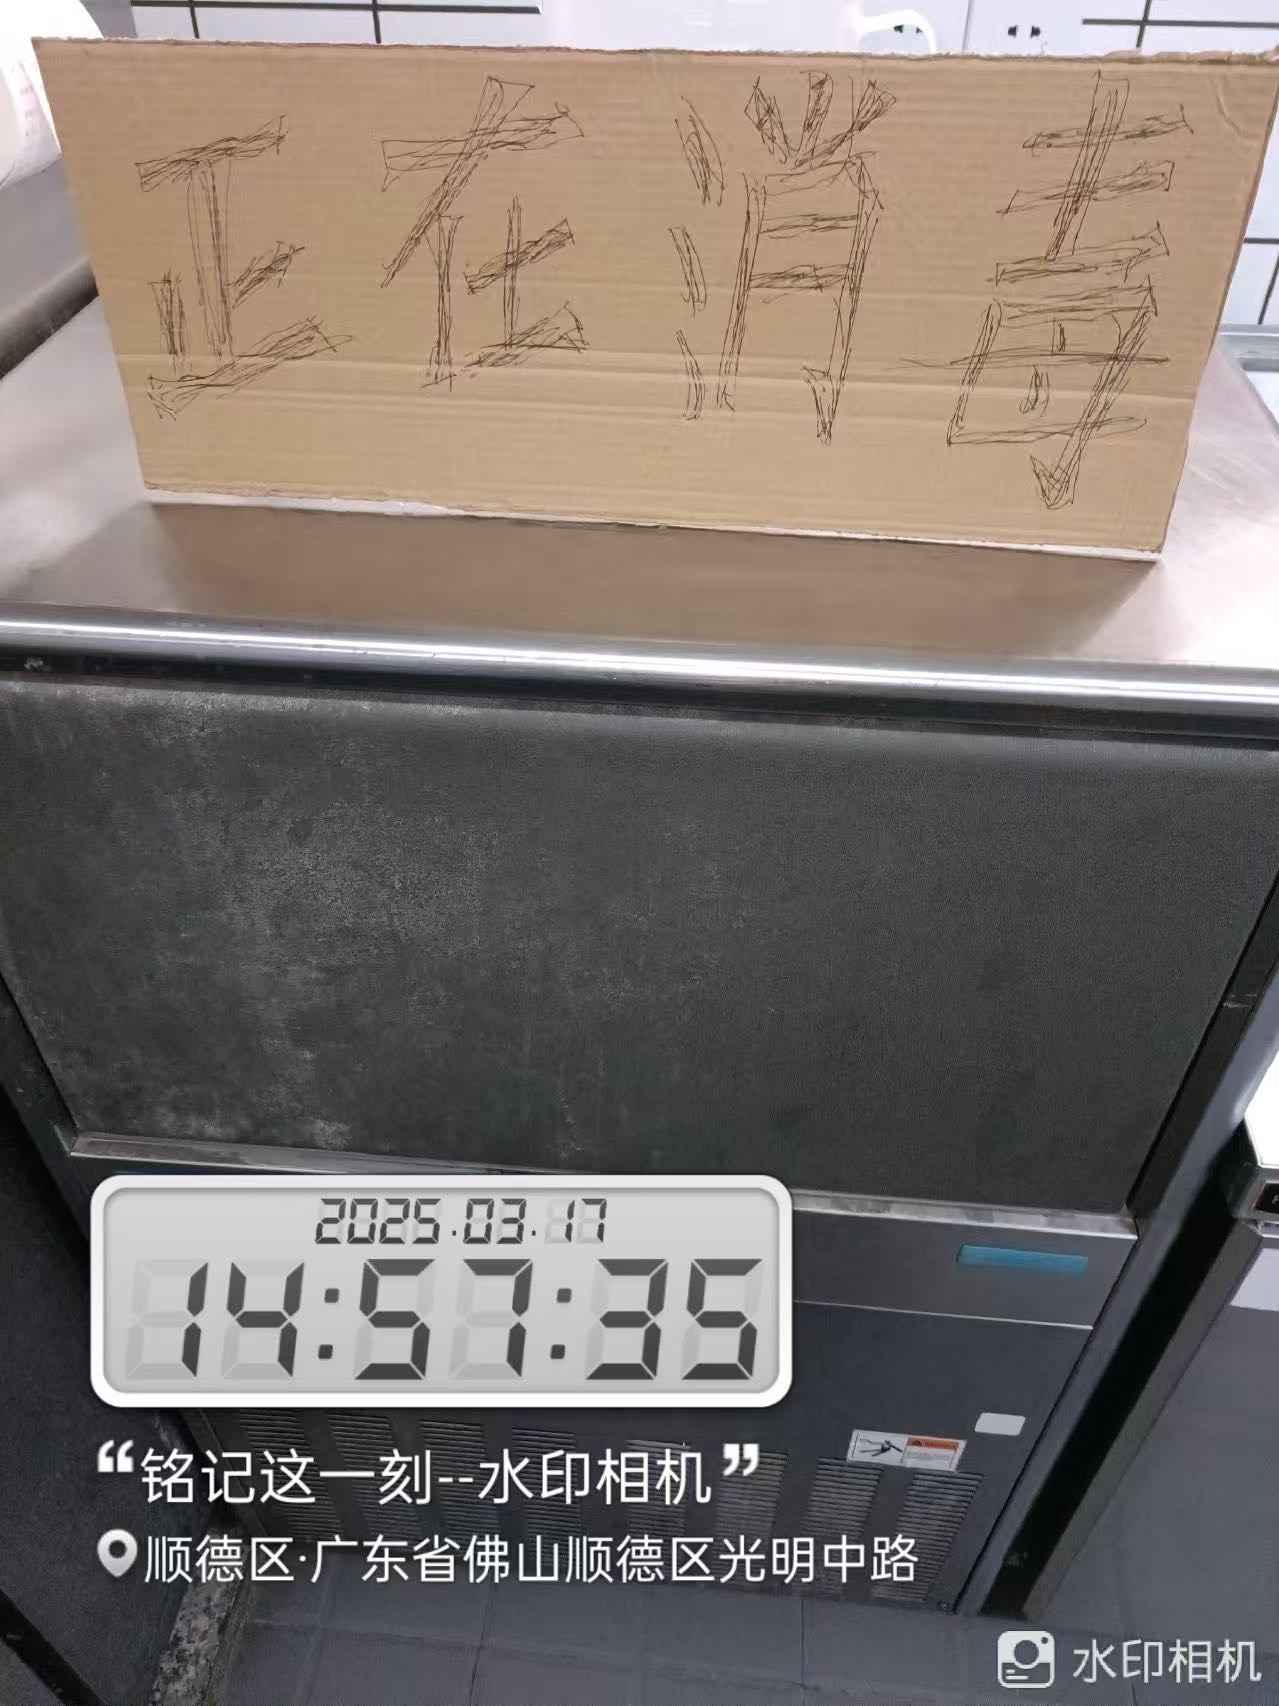 正在消毒
2025.03.17
14:57:35
“铭记这一刻--水印相机”
顺德区·广东省佛山顺德区光明中路
水印相机